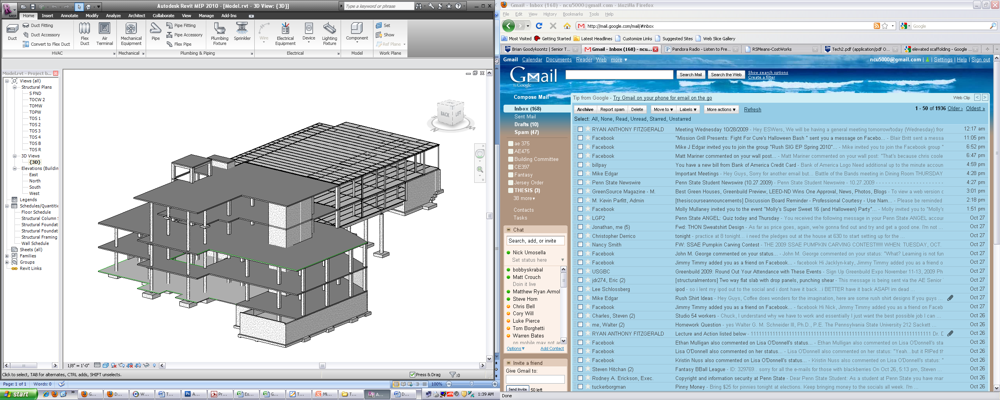 Autodesk Revit MEP 2010 - [Model.rvt - 3D View: {3D}]
Type a keyword or phrase
MEP
Home Insert Annotate Modify Analyze Architect Collaborate View Manage Add-Ins
Duct
Duct Fitting
Duct Accessory
Convert to Flex Duct
Flex Duct
Air Terminal
Mechanical Equipment
Pipe
Pipe Fitting
Pipe Accessory
Flex Pipe
Plumbing Fixture
Sprinkler
Wire
Electrical Equipment
Device
Lighting Fixture
Component
Set
Show
Ref Plane
HVAC Mechanical Plumbing & Piping Electrical Model Work Plane
Model.rvt - Project b...
Views (all)
Structural Plans
S FND
TOCW 2
TOMW
TOPW
TOS 1
TOS 2
TOS 3
TOS 4
TOS B
TOS R
3D Views
{3D}
Elevations (Buildin
East
North
South
West
Legends
Schedules/Quantitie
Floor Schedule
Structural Column
Structural Foundat
Structural Foundat
Structural Framing
Wall Schedule
Sheets (all)
Families
Groups
Revit Links
BACK LEFT
1/8" = 1'-0"
Click to select, TAB for alternates, CTRL adds, SHIFT unselects.
Press & Drag
:0
Page: 1 of 1 Words: 0
100%
start
G... D... W... T... A... Pr... Es... G... T... Mi... T... A... D...
1:39 AM
Gmail - Inbox (168) - ncu5000@gmail.com - Mozilla Firefox
File Edit View History Bookmarks Tools Help
http://mail.google.com/mail/#inbox
Google
Most Visited Getting Started Latest Headlines Customize Links Suggested Sites Web Slice Gallery
Brian Goodykoontz | Senior T...
Gmail - Inbox (168) - ncu...
Pandora Radio - Listen to Fre...
RSMeans-CostWorks
Tech2.pdf (application/pdf O...
elevated scaffolding - Google ...
Gmail Calendar Documents Reader Web more ▼
ncu5000@gmail.com | Settings | Help | Sign out
Gmail
by Google
Search Mail
Search the Web
Show search options
Create a filter
Compose Mail
Inbox (168)
Sent Mail
Drafts (10)
Spam (47)
ae 375
AE475
Building Committee
CE397
Fantasy
Jersey Order
THESIS (3)
38 more▼
Contacts
Tasks
Chat
Search, add, or invite
Nick Umosella
Set status here
bobbyskrabal
Matt Crouch
Doin it live
Matthew Ryan Armol
Steve Horn
Chris Bell
Cory Will
Luke Pierce
Tom Borghetti
Warren Bates
on mobile may not ar
Options▼ Add Contact
Invite a friend
Give Gmail to:
Send Invite 50 left
Tip from Google - Try Gmail on your phone for email on the go
Web Clip < >
Archive Report spam Delete Move to ▼ Labels ▼ More actions ▼ Refresh
1 - 50 of 1936 Older › Oldest »
Select: All, None, Read, Unread, Starred, Unstarred
RYAN ANTHONY FITZGERALD Meeting Wednesday 10/28/2009 - Hey ESWers, We will be having a general meeting tomorrow/today (Wednesday) fror 12:17 am
Facebook "Mission Grill Presents: Fight For Cure's Halloween Bash " sent you a message on Facebo... - Blair Britt sent a messa 11:05 pm
Facebook Mike J Edgar invited you to join the group "Rush SIG EP Spring 2010"... - Mike invited you to join the Facebook group " 6:52 pm
Facebook Matt Mariner commented on your wall post... - Matt Mariner commented on your wall post: "That's because chris coole 6:47 pm
billpay You have a new bill from Bank of America Credit Card - Bank of America Logo Need additional up to the minute accoun 4:59 pm
Mike Edgar Important Meetings - Hey Guys, Sorry for another email but... Battle of the Bands meeting in Dining Room THURSDAY 4:28 pm
Penn State Newswire Penn State Student Newswire (10.27.2009) - Penn State Student Newswire - 10.27.2009 - - - - - - - - - - - - - - - - - - - 4:27 pm
GreenSource Magazine - M. Best Green Houses, Greenbuild Preview, LEED-ND Wins One Approval, News, Photos, Blogs - To view a web version c 3:01 pm
M. Kevin Parfitt, Admin [thesiscourseannouncements] Discussion Board Reminder - Professional Courtesy - Use Nam... - Please be reminded 2:18 pm
Facebook Molly Mullaney invited you to the event "Molly's Super Sweet 16 (and Halloween) Party"... - Molly invited you to "Molly's 1:51 pm
LGP2 Penn State ANGEL: Quiz today and Thursday - You received the following message in your Penn State ANGEL accour Oct 27
Jonathan, me (5) Fwd: THON Sweatshirt Design - As far as price goes, again, we're gonna find out and try and get a good one. I'm not ... Oct 27
Christopher Derrico tonight - practice at 8 tonight... i need the pledges out at the house at 630 to start setting up for the ... Oct 27
Nancy Smith FW: SSAE Pumpkin Carving Contest - THE 2009 SSAE PUMPKIN CARVING CONTEST!!!!!! WHEN: TUESDAY, OCT. Oct 27
Facebook John M. George commented on your status... - John M. George commented on your status: "What? Learning is not fun Oct 27
Facebook Jimmy Timmy added you as a friend on Facebook... - facebook Hi Jacklyn-katy, Jimmy Timmy added you as a friend o Oct 27
USGBC Greenbuild 2009: Round Out Your Attendance with These Events - Sign Up Greenbuild Expo November 11-13, 2009 Ph Oct 27
jdr274, Eric (2) [structuralmentors] Two way flat slab with drop panels, punching shear - This message is being sent via the AE Senior Oct 27
Lee Schlossberg ipod - so i lent my ipod out to the social and i dont have it back...i BETTER have it back ASAP! im dead ... Oct 27
Mike Edgar Rush Shirt Ideas - Hey Guys, Coffee does wonders for the imagination, here are some rush shirt designs If you guys ... Oct 27
Facebook Jimmy Timmy added you as a friend on Facebook... - facebook Hi Nick, Jimmy Timmy added you as a friend on Faceb Oct 27
Charles, Steven (2) Studio 54 workers - Chuck, I understand why we have to work and essentially I just want the best possible job I can ... Oct 26
me, Walter (2) Homework Question - yes Walter G. M. Schneider III, Ph.D., P.E. The Pennsylvania State University 212 Sackett ... Oct 26
RYAN ANTHONY FITZGERALD Lecture and Action listed below - Dr. Oct 26
Facebook Ethan Mulligan also commented on Lisa O'Donnell's status... - Ethan Mulligan also commented on Lisa O'Donnell's sta Oct 26
Facebook Lisa O'Donnell also commented on her status... - Lisa O'Donnell also commented on her status: "Yeah...but it RIPed th Oct 26
Facebook Kristin Nuss also commented on Lisa O'Donnell's status... - Kristin Nuss also commented on Lisa O'Donnell's status: " Oct 26
Steven Hitchan (2) Fantasy BBall League - ID: 329769.. sorry for all the e-mails for those with blackberries On Oct 26, 5:13 pm, Steven ... Oct 26
Rodney A. Erickson, Exec. Copyright and information security at Penn State - Dear Penn State Student: As a student at Penn State you have mar Oct 26
tuckerborgman Pinny Money - Bring $25 for pinnies tonight at elections. Keep bringing money to the socials all week. I'm ... Oct 26
Done